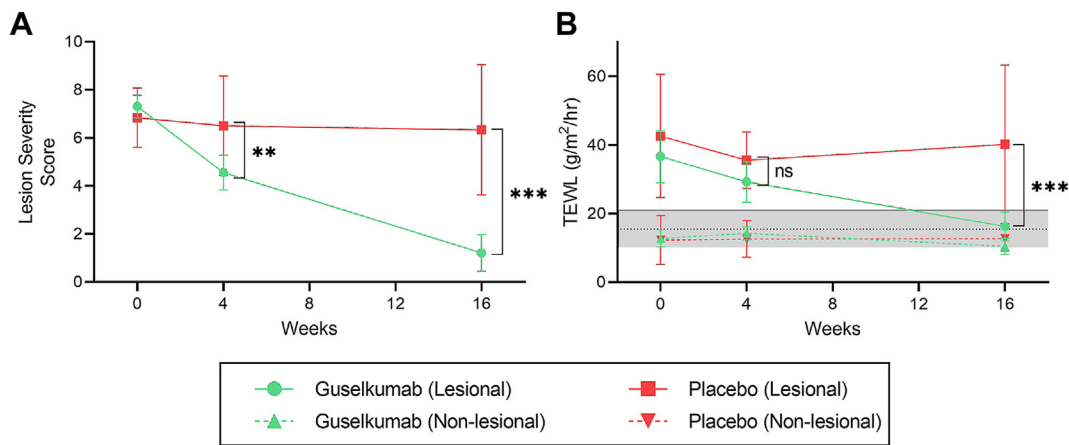 A
B
Lesion Severity
Score
10
8
6
4
2
0
**
***
0
4
8
12
16
Weeks
TEWL (g/m²/hr)
60
40
20
0
ns
***
0
4
8
12
16
Weeks
Guselkumab (Lesional)
Placebo (Lesional)
Guselkumab (Non-lesional)
Placebo (Non-lesional)